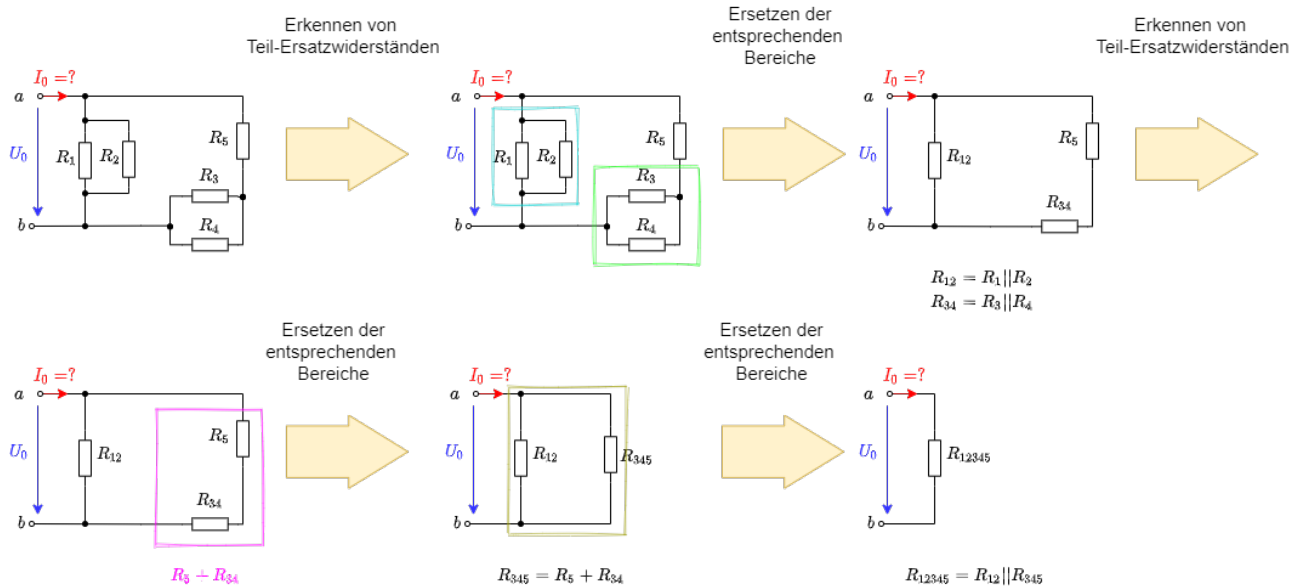 Erkennen von
Teil-Ersatzwiderständen
Ersetzen der
entsprechenden
Bereiche
Erkennen von
Teil-Ersatzwiderständen
I₀ =?
a
U₀
R₁
R₂
R₅
R₃
R₄
b
I₀ =?
a
U₀
R₁
R₂
R₅
R₃
R₄
b
I₀ =?
a
U₀
R₁₂
R₅
R₃₄
b
R₁₂ = R₁||R₂
R₃₄ = R₃||R₄
Ersetzen der
entsprechenden
Bereiche
Ersetzen der
entsprechenden
Bereiche
I₀ =?
a
U₀
R₁₂
R₅
R₃₄
b
R₅ + R₃₄
I₀ =?
a
U₀
R₁₂
R₃₄₅
b
R₃₄₅ = R₅ + R₃₄
I₀ =?
a
U₀
R₁₂₃₄₅
b
R₁₂₃₄₅ = R₁₂||R₃₄₅